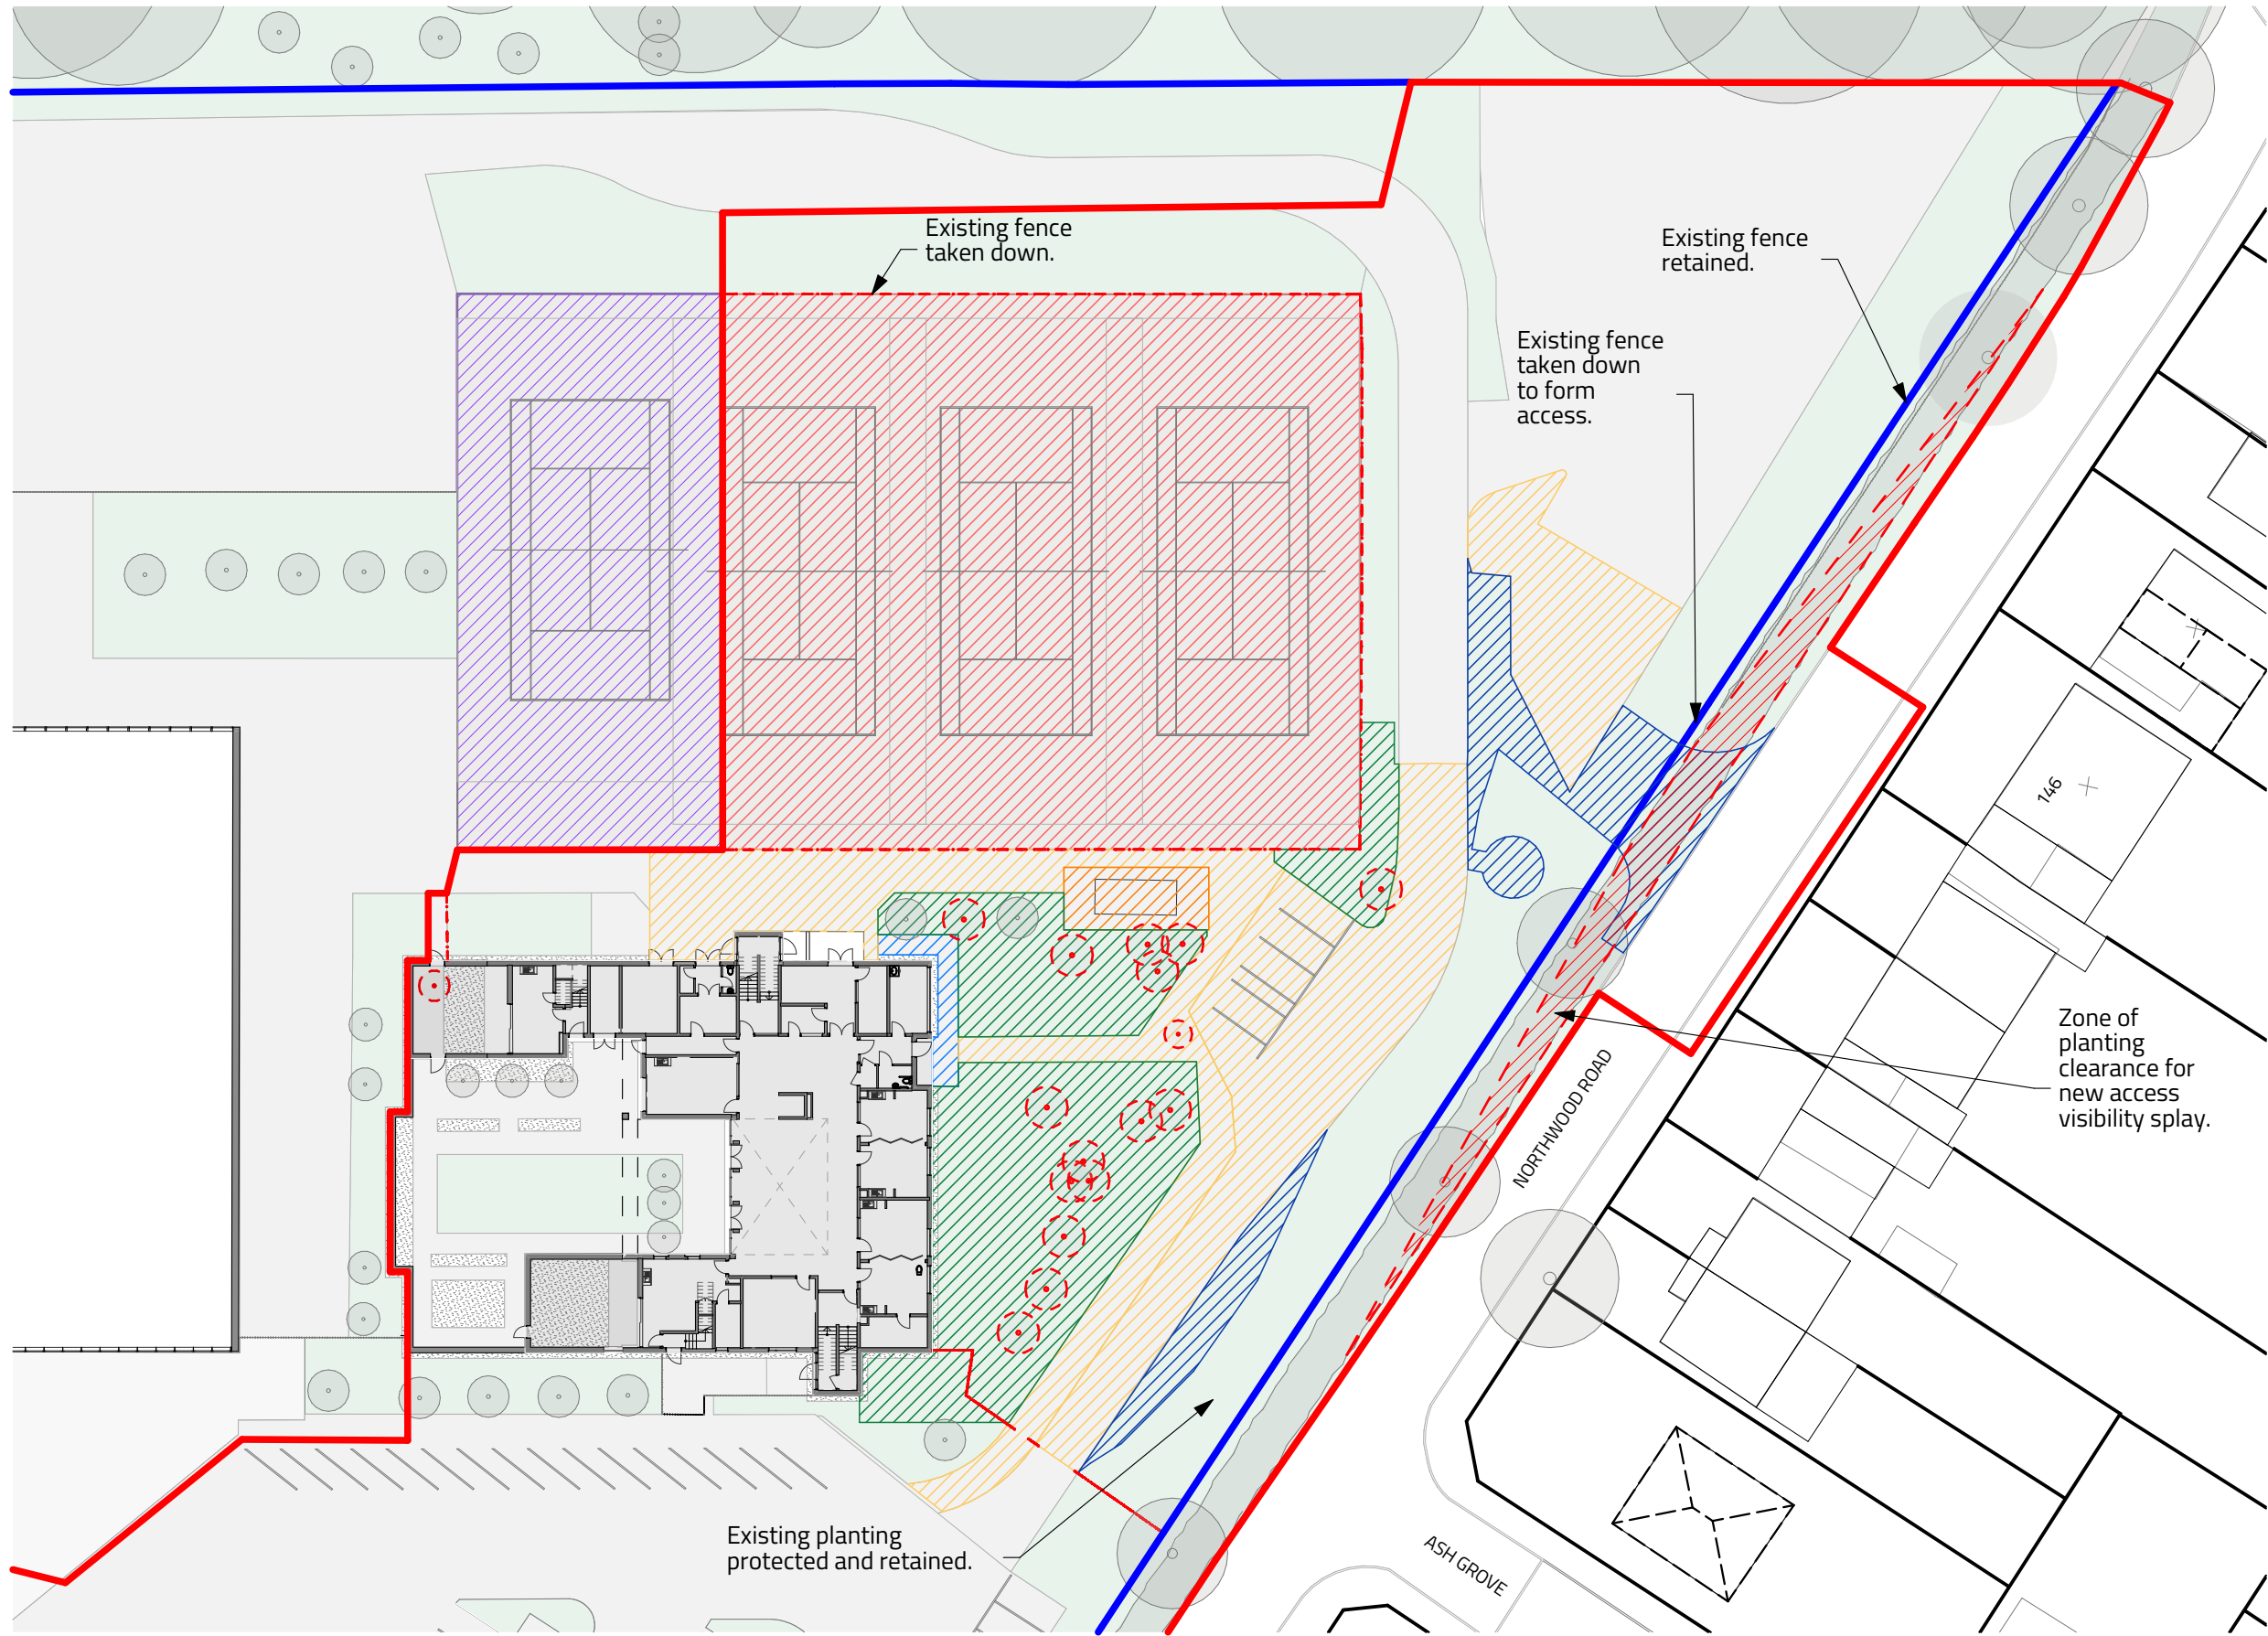 Existing fence
taken down.
Existing fence
retained.
Existing fence
taken down
to form
access.
146
Zone of
planting
clearance for
new access
visibility splay.
NORTHWOOD ROAD
Existing planting
protected and retained.
ASH GROVE